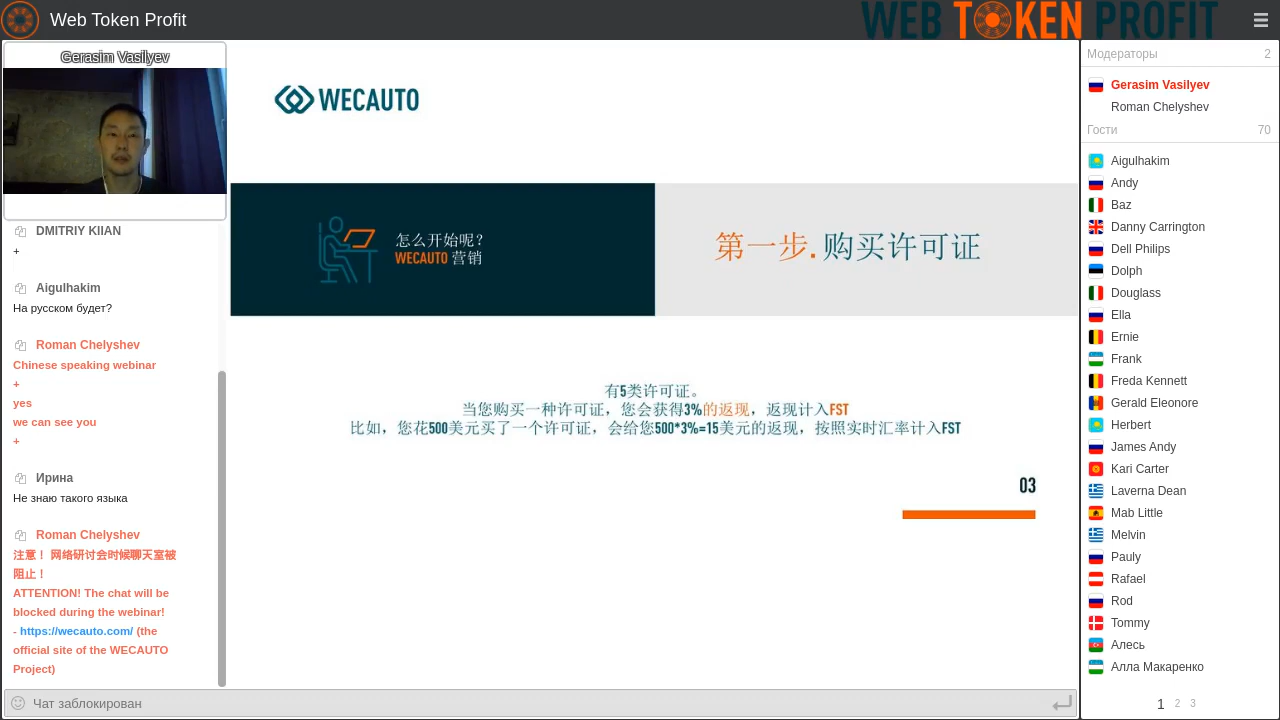 Web Token Profit
WEB TOKEN PROFIT
Gerasim Vasilyev
DMITRIY KIIAN
+
Aigulhakim
На русском будет?
Roman Chelyshev
Chinese speaking webinar
+
yes
we can see you
+
Ирина
Не знаю такого языка
Roman Chelyshev
注意！ 网络研讨会时候聊天室被
阻止！
ATTENTION! The chat will be
blocked during the webinar!
- https://wecauto.com/ (the
official site of the WECAUTO
Project)
Чат заблокирован
WECAUTO
怎么开始呢？
WECAUTO 营销
第一步. 购买许可证
有5类许可证。
当您购买一种许可证，您会获得3%的返现，返现计入FST
比如，您花500美元买了一个许可证，会给您500*3%=15美元的返现，按照实时汇率计入FST
03
Модераторы 2
Gerasim Vasilyev
Roman Chelyshev
Гости 70
Aigulhakim
Andy
Baz
Danny Carrington
Dell Philips
Dolph
Douglass
Ella
Ernie
Frank
Freda Kennett
Gerald Eleonore
Herbert
James Andy
Kari Carter
Laverna Dean
Mab Little
Melvin
Pauly
Rafael
Rod
Tommy
Алесь
Алла Макаренко
1 2 3